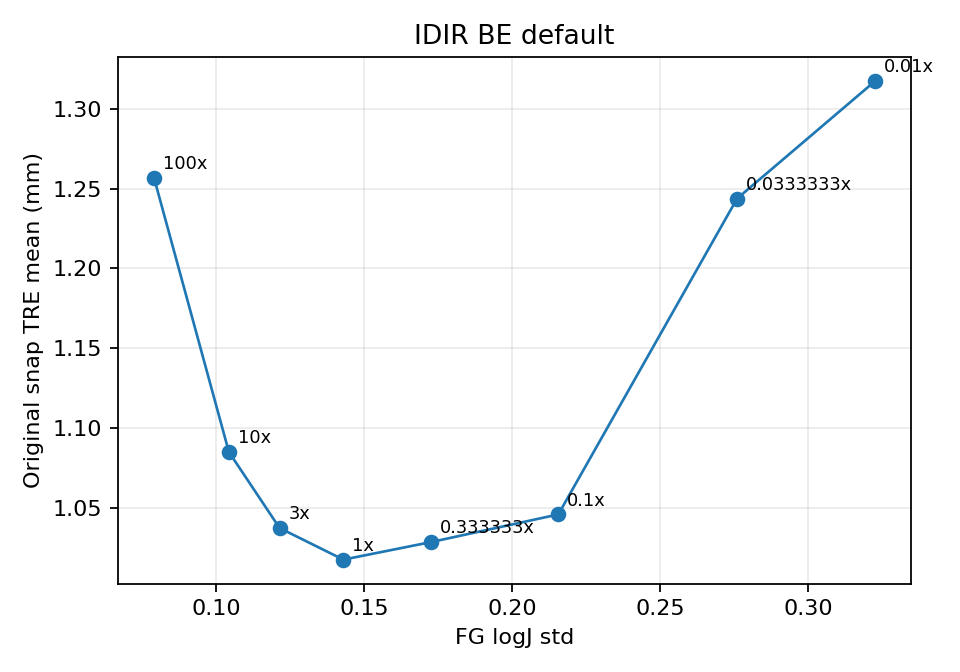 IDIR BE default
Original snap TRE mean (mm)
1.30
1.25
1.20
1.15
1.10
1.05
100x
10x
3x
1x
0.333333x
0.1x
0.0333333x
0.01x
0.10
0.15
0.20
0.25
0.30
FG logJ std